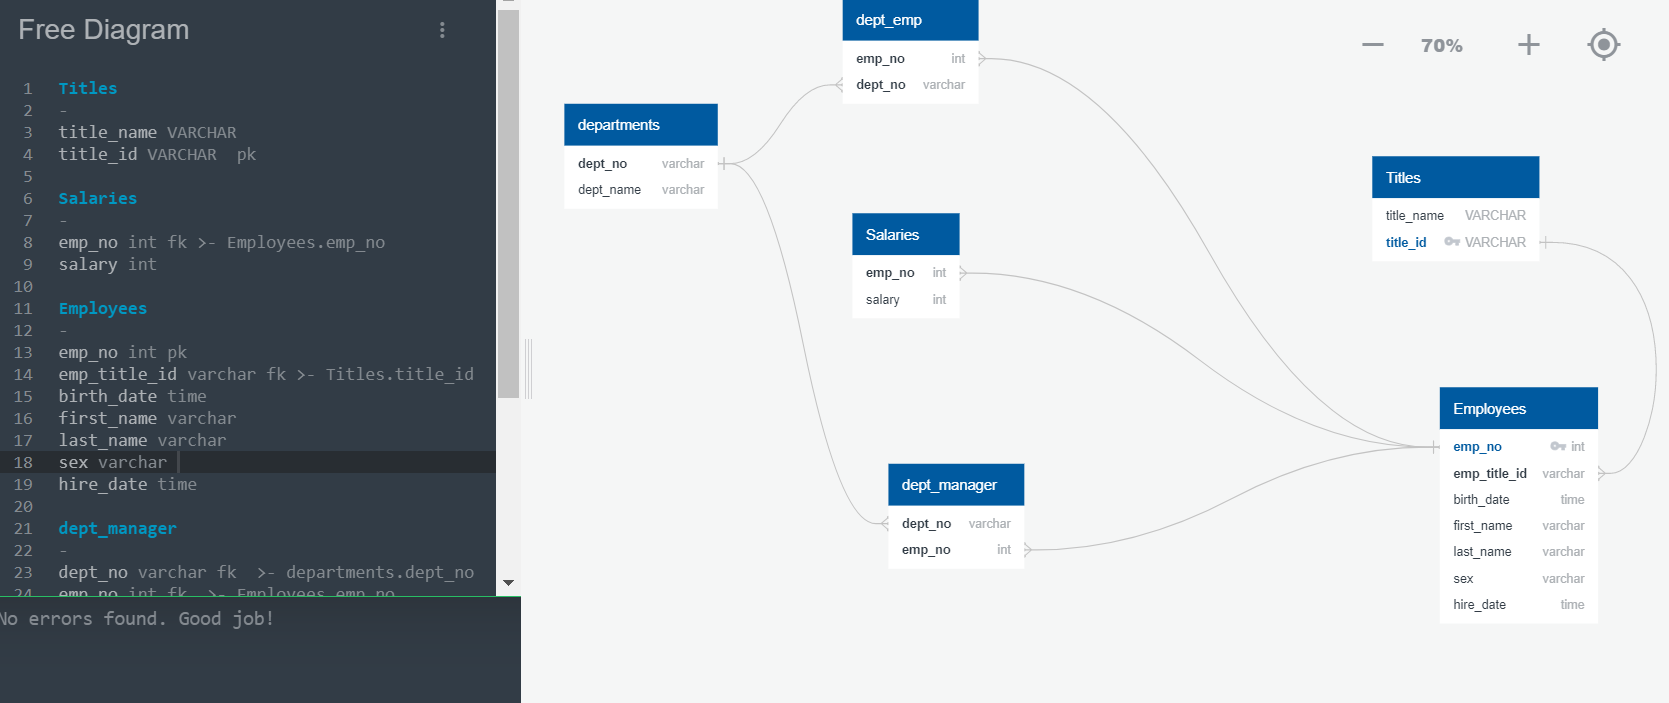 Free Diagram
1 Titles
2 -
3 title_name VARCHAR
4 title_id VARCHAR  pk
5
6 Salaries
7 -
8 emp_no int fk >- Employees.emp_no
9 salary int
10
11 Employees
12 -
13 emp_no int pk
14 emp_title_id varchar fk >- Titles.title_id
15 birth_date time
16 first_name varchar
17 last_name varchar
18 sex varchar
19 hire_date time
20
21 dept_manager
22 -
23 dept_no varchar fk  >- departments.dept_no
24 emp_no int fk  >- Employees.emp_no
No errors found. Good job!
70%
dept_emp
emp_no int
dept_no varchar
departments
dept_no varchar
dept_name varchar
Titles
title_name VARCHAR
title_id VARCHAR
Salaries
emp_no int
salary int
Employees
emp_no int
emp_title_id varchar
birth_date time
first_name varchar
last_name varchar
sex varchar
hire_date time
dept_manager
dept_no varchar
emp_no int